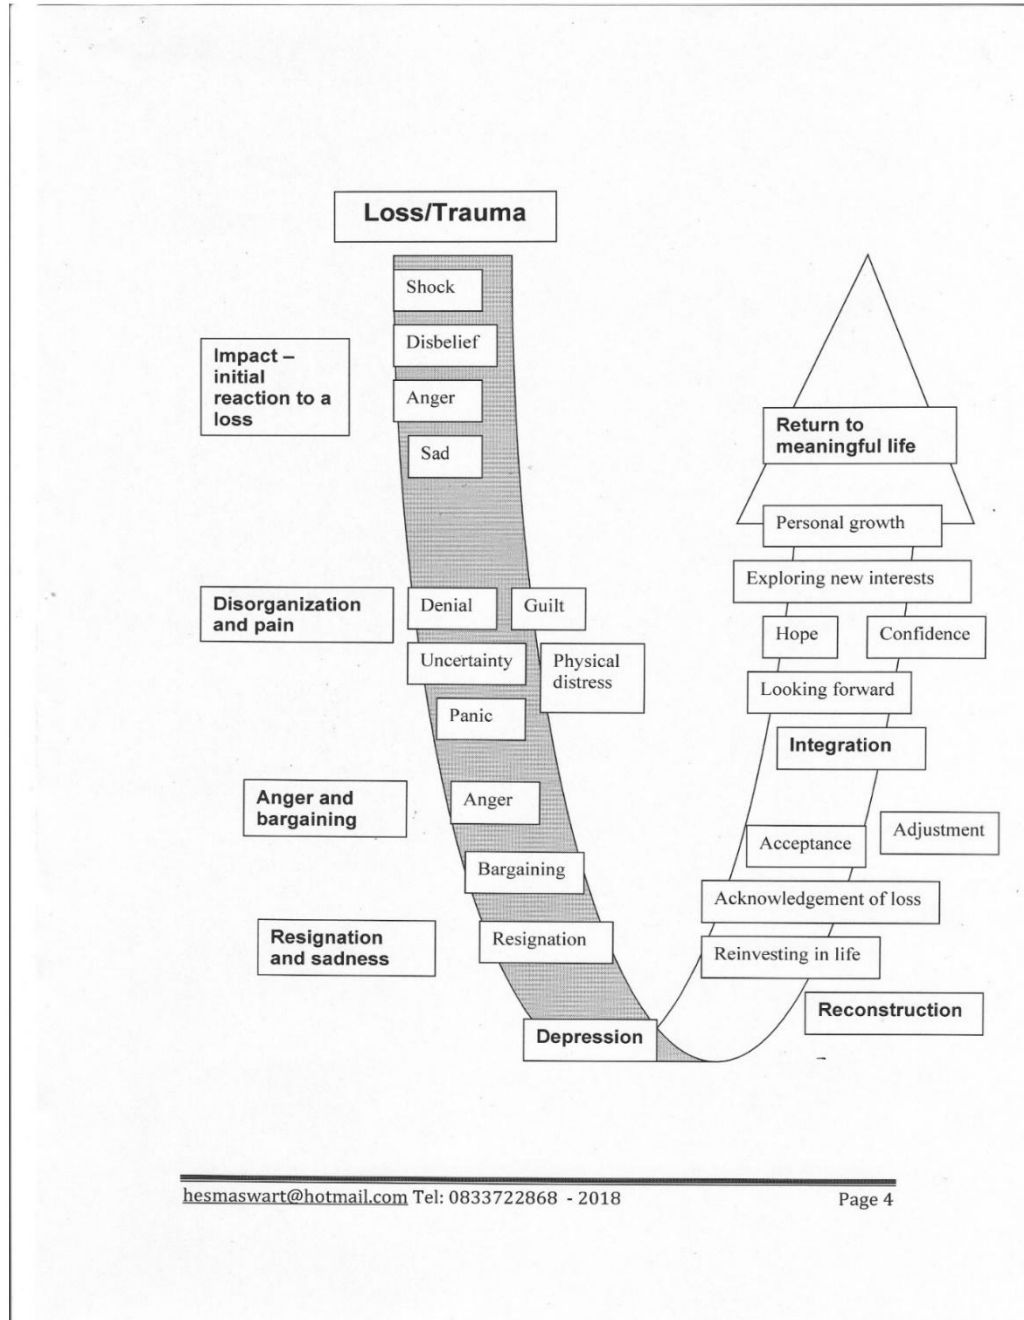 Loss/Trauma
Shock
Disbelief
Impact –
initial
reaction to a
loss
Anger
Sad
Return to
meaningful life
Personal growth
Exploring new interests
Disorganization
and pain
Denial
Guilt
Hope
Confidence
Uncertainty
Physical
distress
Looking forward
Panic
Integration
Anger and
bargaining
Anger
Acceptance
Adjustment
Bargaining
Acknowledgement of loss
Resignation
and sadness
Resignation
Reinvesting in life
Reconstruction
Depression
hesmaswart@hotmail.com Tel: 0833722868 - 2018 Page 4